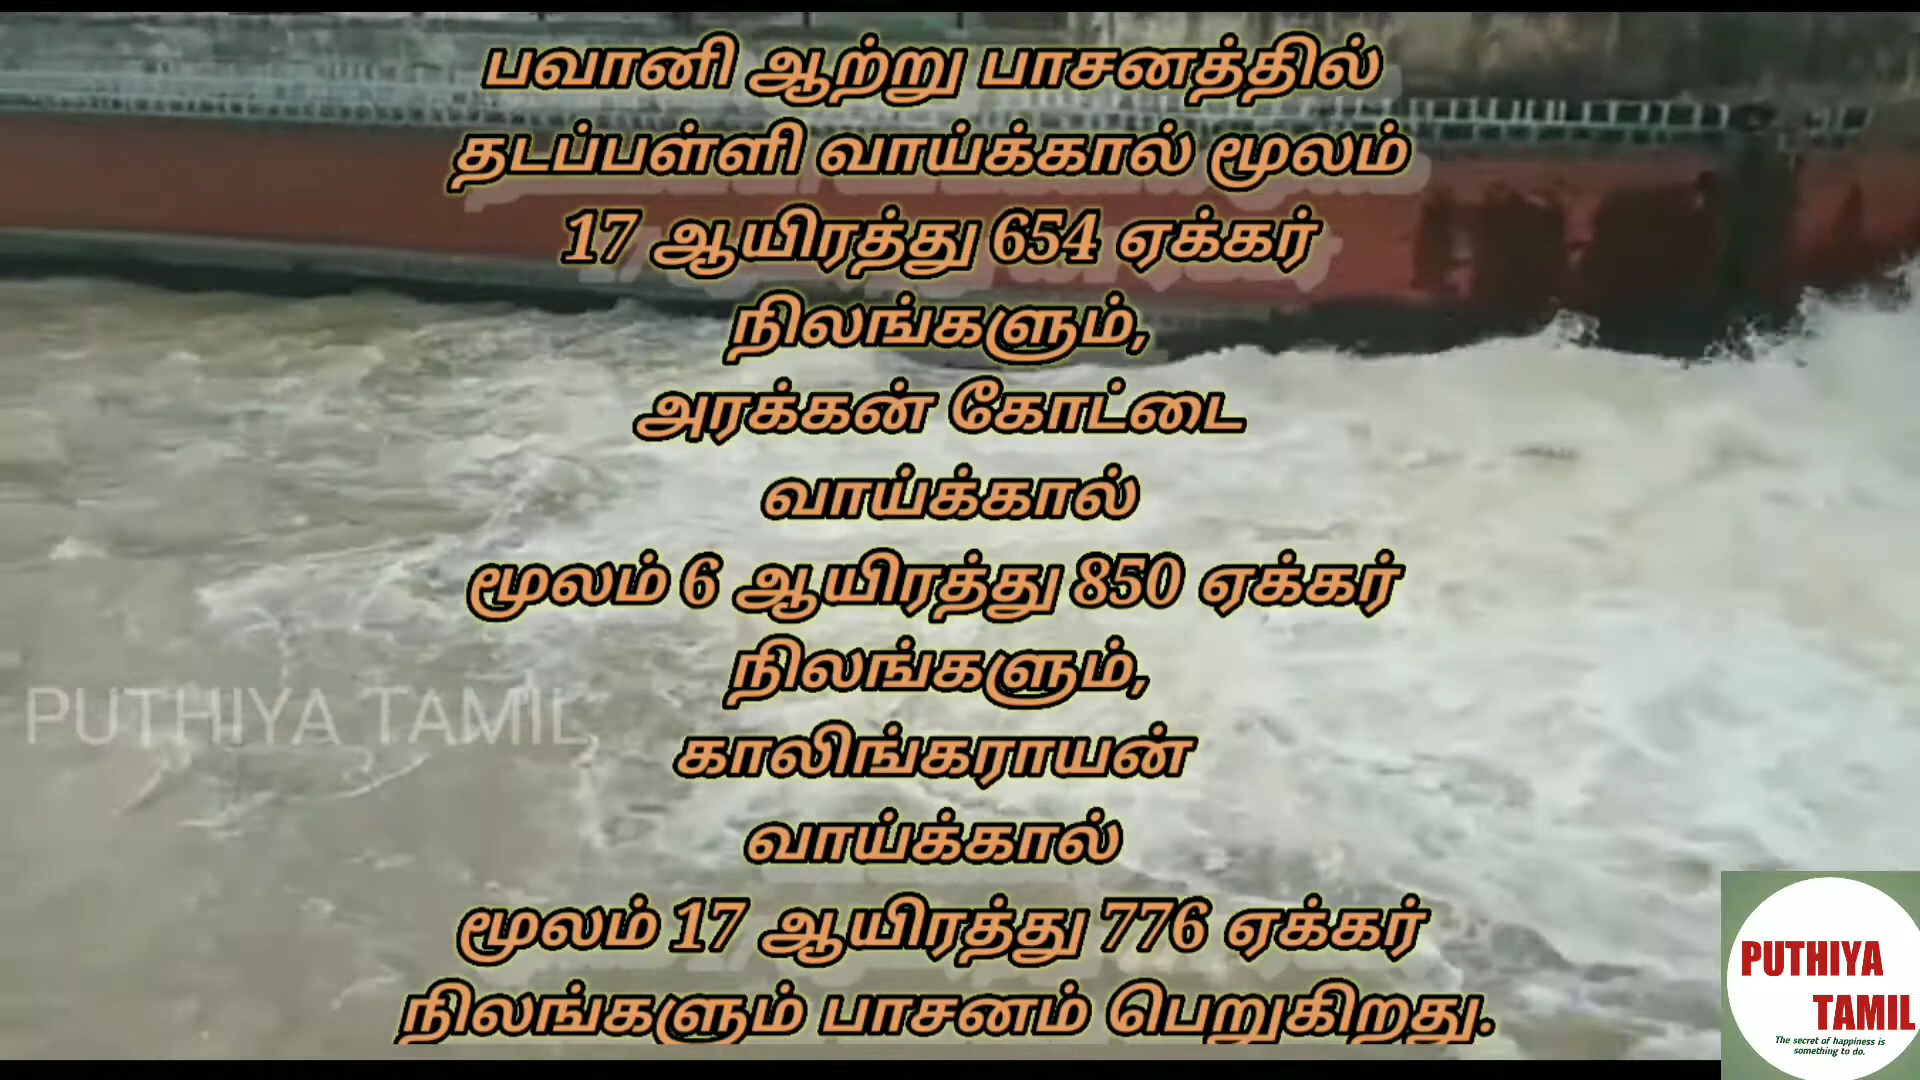 பவானி ஆற்று பாசனத்தில்
தடப்பள்ளி வாய்க்கால் மூலம்
17 ஆயிரத்து 654 ஏக்கர்
நிலங்களும்,
அரக்கன் கோட்டை
வாய்க்கால்
மூலம் 6 ஆயிரத்து 850 ஏக்கர்
நிலங்களும்,
காலிங்கராயன்
வாய்க்கால்
மூலம் 17 ஆயிரத்து 776 ஏக்கர்
நிலங்களும் பாசனம் பெறுகிறது.
PUTHIYA TAMIL
PUTHIYA
TAMIL
The secret of happiness is
something to do.